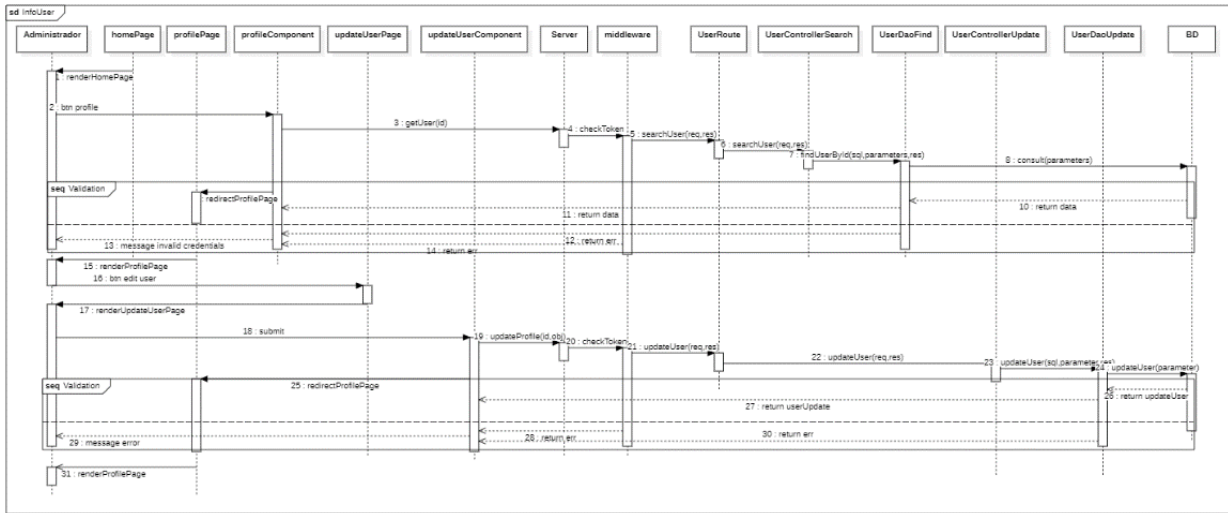 sd InfoUser
Administrador
homePage
profilePage
profileComponent
updateUserPage
updateUserComponent
Server
middleware
UserRoute
UserControllerSearch
UserDaoFind
UserControllerUpdate
UserDaoUpdate
BD
1 : renderHomePage
2 : btn profile
3 : getUser(id)
4 : checkToken
5 : searchUser(req,res)
6 : searchUser(req,res)
7 : findUserById(sql,parameters,res)
8 : consult(parameters)
seq Validation
: redirectProfilePage
10 : return data
11 : return data
12 : return err
13 : message invalid credentials
14 : return err
15 : renderProfilePage
16 : btn edit user
17 : renderUpdateUserPage
18 : submit
19 : updateProfile(id,obj)
20 : checkToken
21 : updateUser(req,res)
22 : updateUser(req,res)
23 : updateUser(sql,parameter,res)
24 : updateUser(parameter)
seq Validation
25 : redirectProfilePage
26 : return updateUser
27 : return userUpdate
28 : return err
29 : message error
30 : return err
31 : renderProfilePage